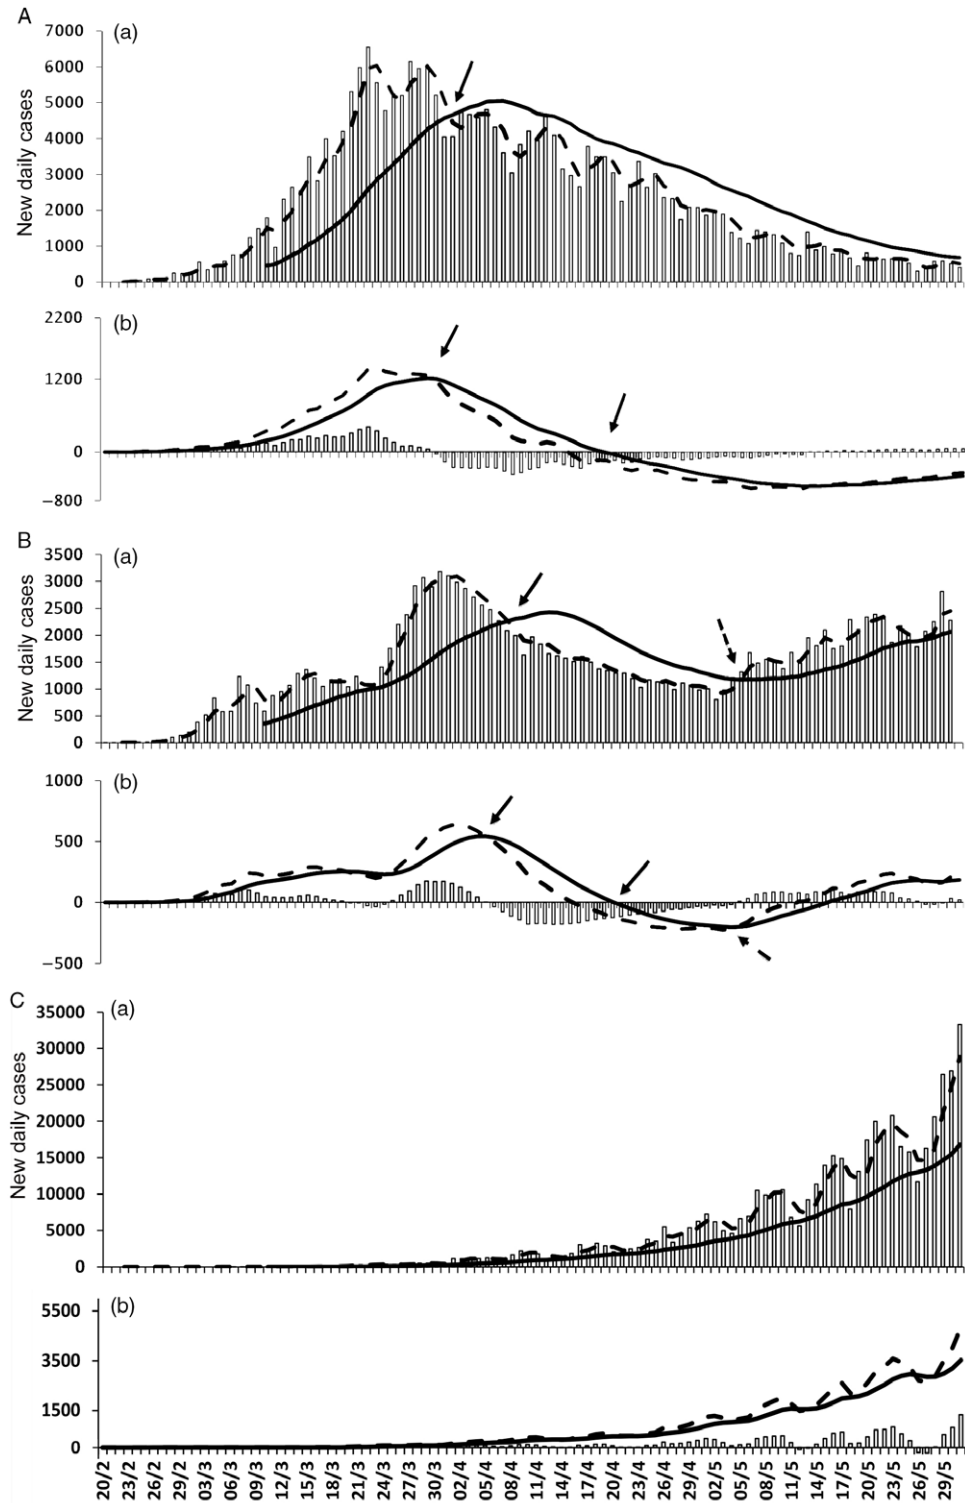 A
(a)
New daily cases
7000
6000
5000
4000
3000
2000
1000
0
(b)
2200
1200
0
−800
B
(a)
New daily cases
3500
3000
2500
2000
1500
1000
500
0
(b)
1000
500
0
−500
C
(a)
New daily cases
35000
30000
25000
20000
15000
10000
5000
0
(b)
5500
3500
1500
0
20/2 23/2 26/2 29/2 03/3 06/3 09/3 12/3 15/3 18/3 21/3 24/3 27/3 30/3 02/4 05/4 08/4 11/4 14/4 17/4 20/4 23/4 26/4 29/4 02/5 05/5 08/5 11/5 14/5 17/5 20/5 23/5 26/5 29/5